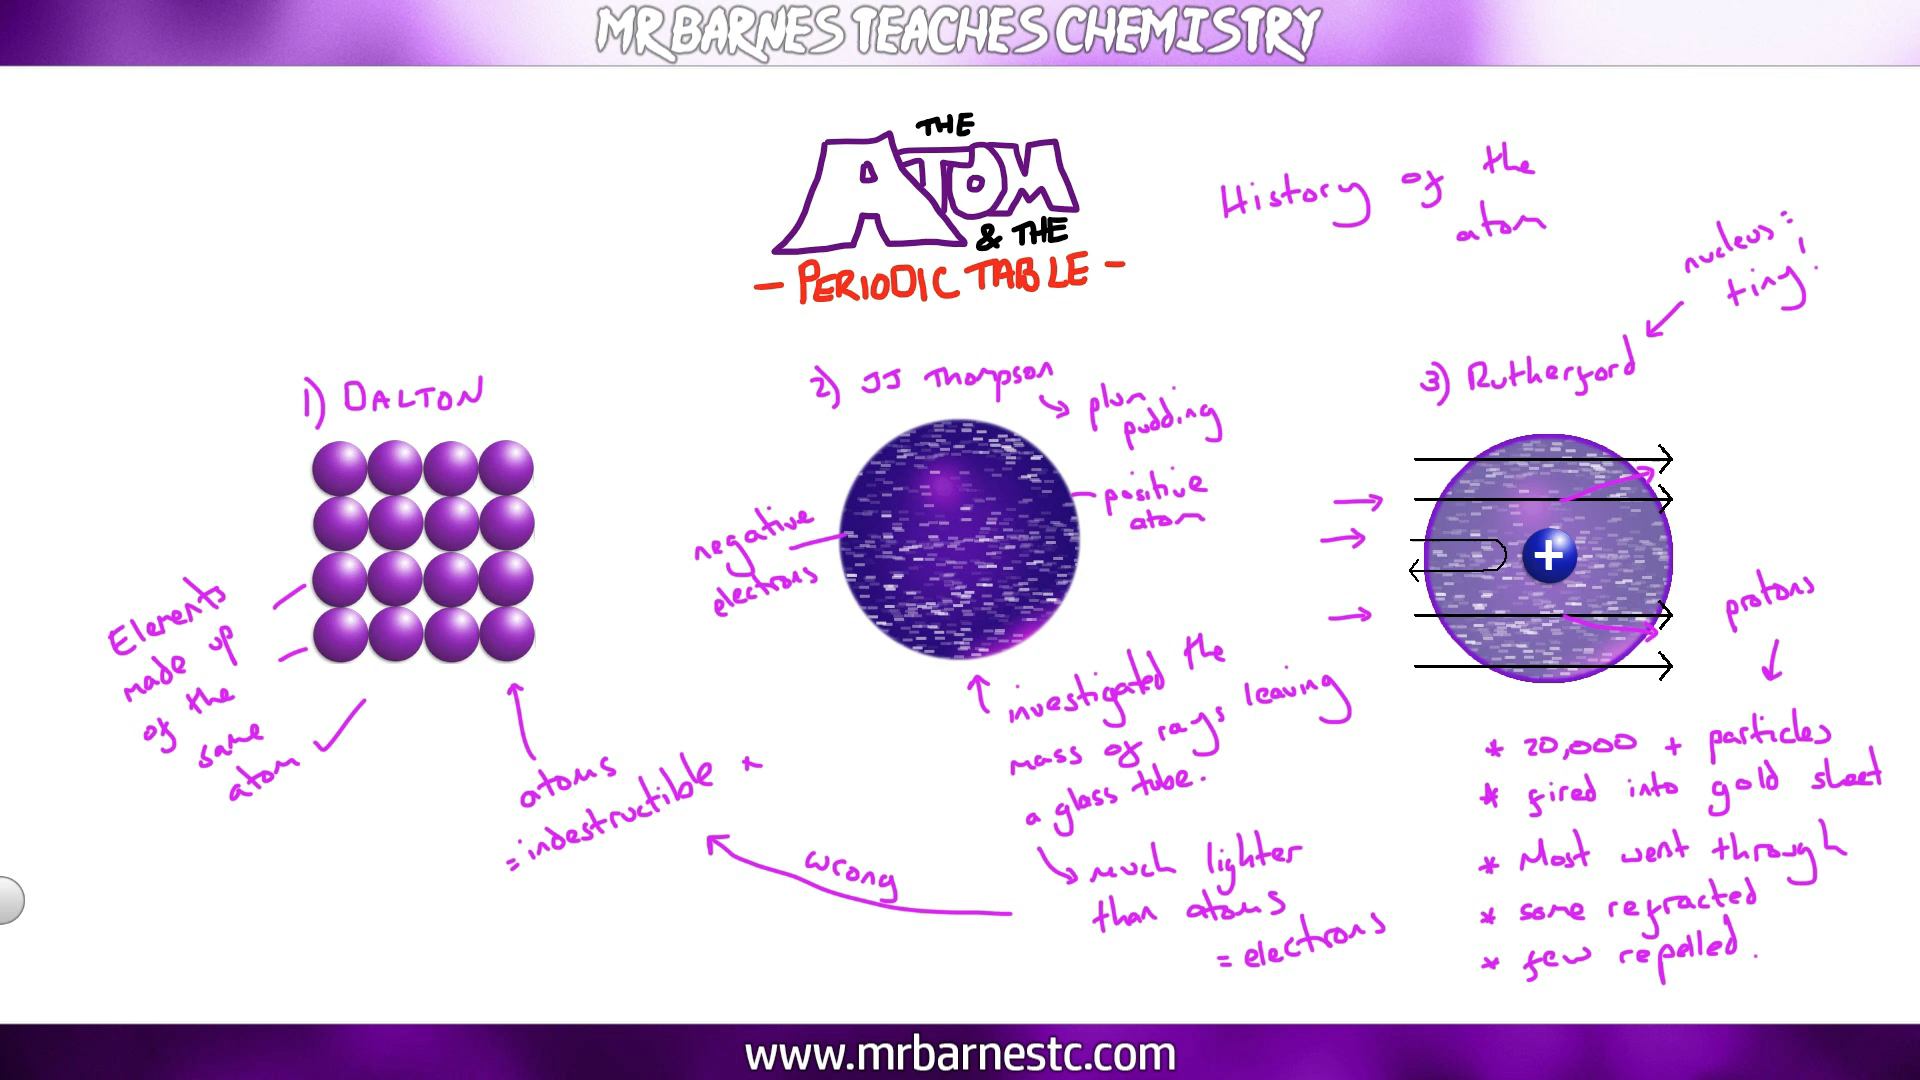 MR BARNES TEACHES CHEMISTRY
THE
ATOM
& THE
- PERIODIC TABLE -
History of the
atom
nucleus =
tiny
1) DALTON
Elements
made up
of the
same
atom
atoms
= indestructible
2) JJ Thompson
plum
pudding
positive
atom
negative
electrons
investigated the
mass of rays leaving
a glass tube.
much lighter
than atoms
= electrons
wrong
3) Rutherford
+
protons
* 20,000 + particles
* fired into gold sheet
* Most went through
* some refracted
* few repelled.
www.mrbarnestc.com